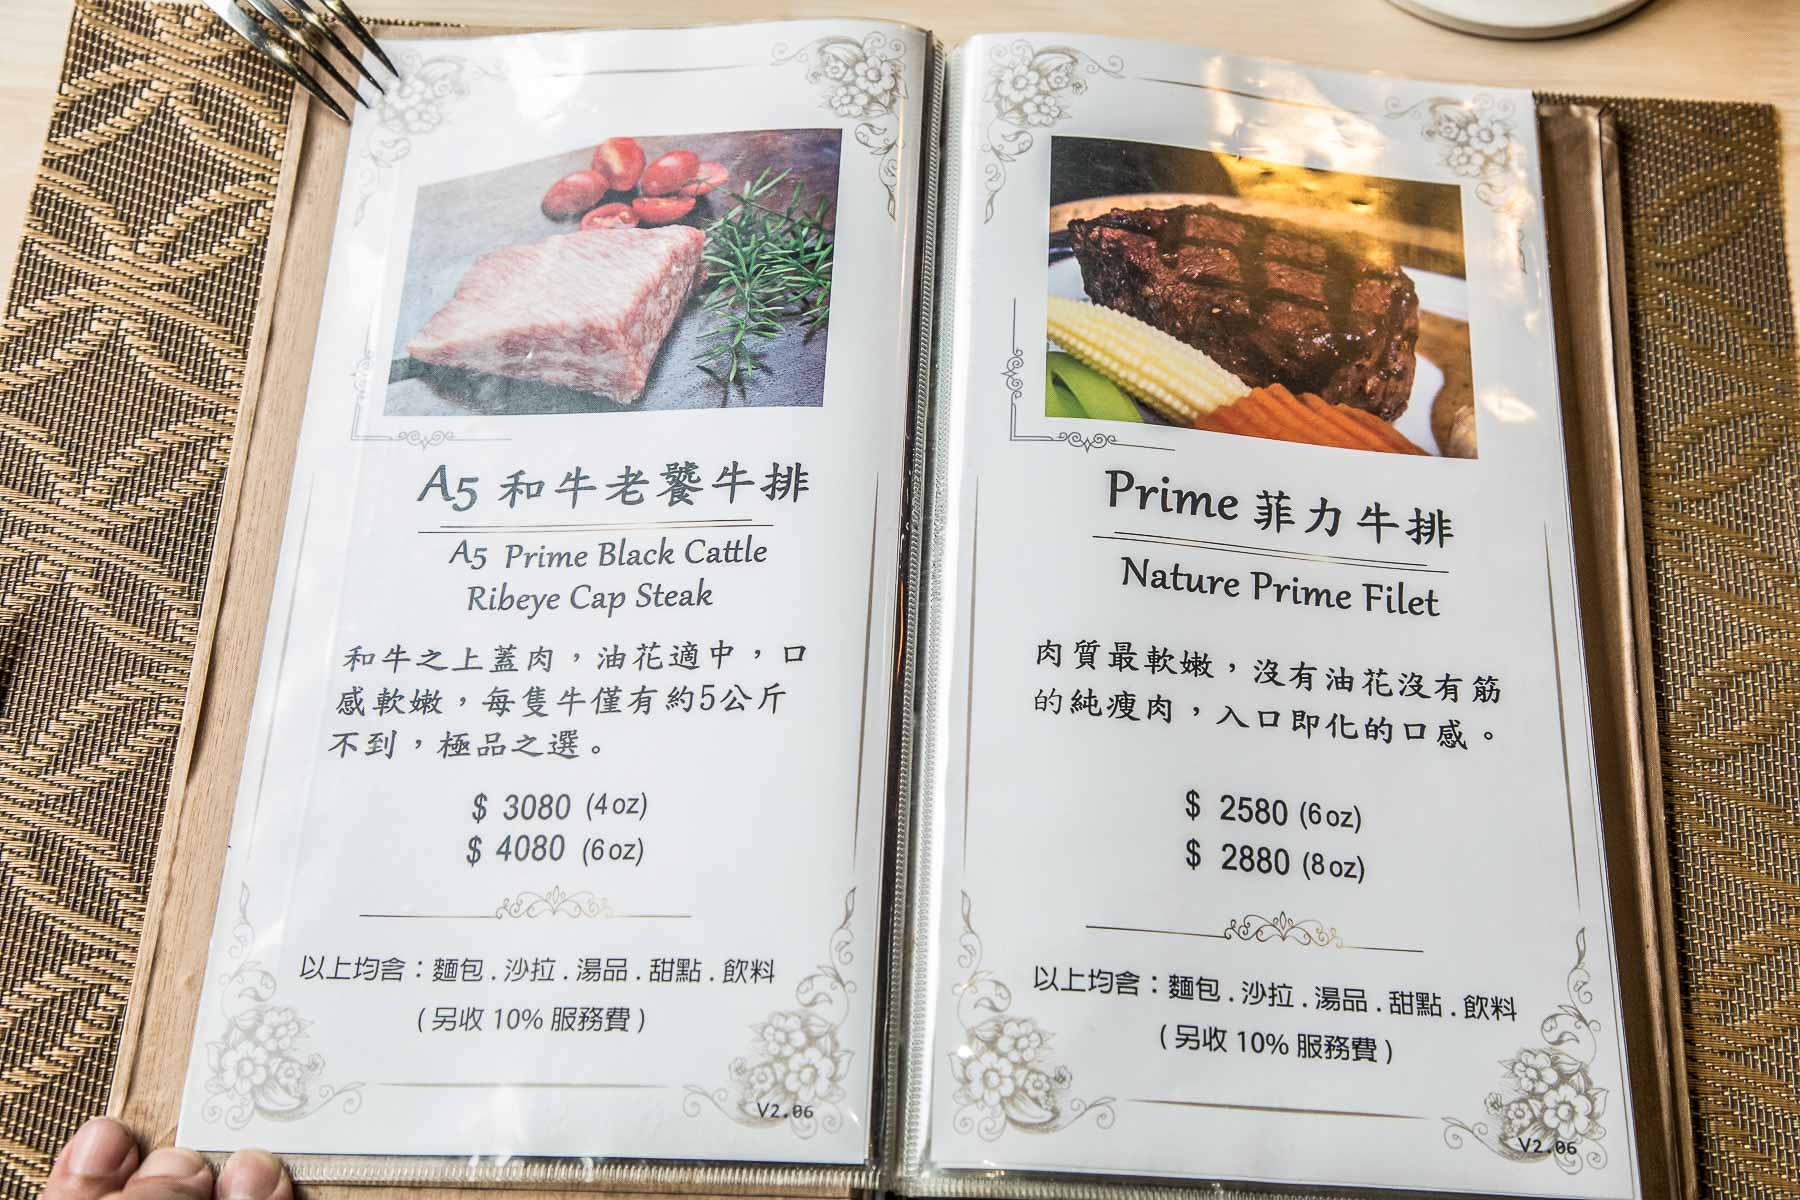 A5 和牛老饕牛排
A5 Prime Black Cattle
Ribeye Cap Steak
和牛之上蓋肉，油花適中，口
感軟嫩，每隻牛僅有約5公斤
不到，極品之選。
$ 3080 (4oz)
$ 4080 (6oz)
以上均含：麵包．沙拉．湯品．甜點．飲料
(另收 10% 服務費)
V2.06
Prime 菲力牛排
Nature Prime Filet
肉質最軟嫩，沒有油花沒有筋
的純瘦肉，入口即化的口感。
$ 2580 (6oz)
$ 2880 (8oz)
以上均含：麵包．沙拉．湯品．甜點．飲料
(另收 10% 服務費)
V2.06